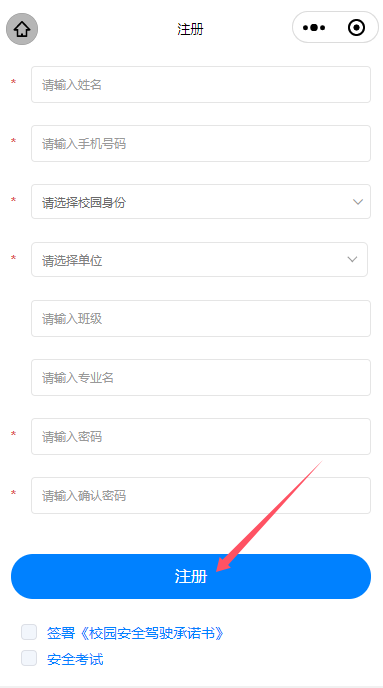 注册
* 请输入姓名
* 请输入手机号码
* 请选择校园身份
* 请选择单位
请输入班级
请输入专业名
* 请输入密码
* 请输入确认密码
注册
签署《校园安全驾驶承诺书》
安全考试